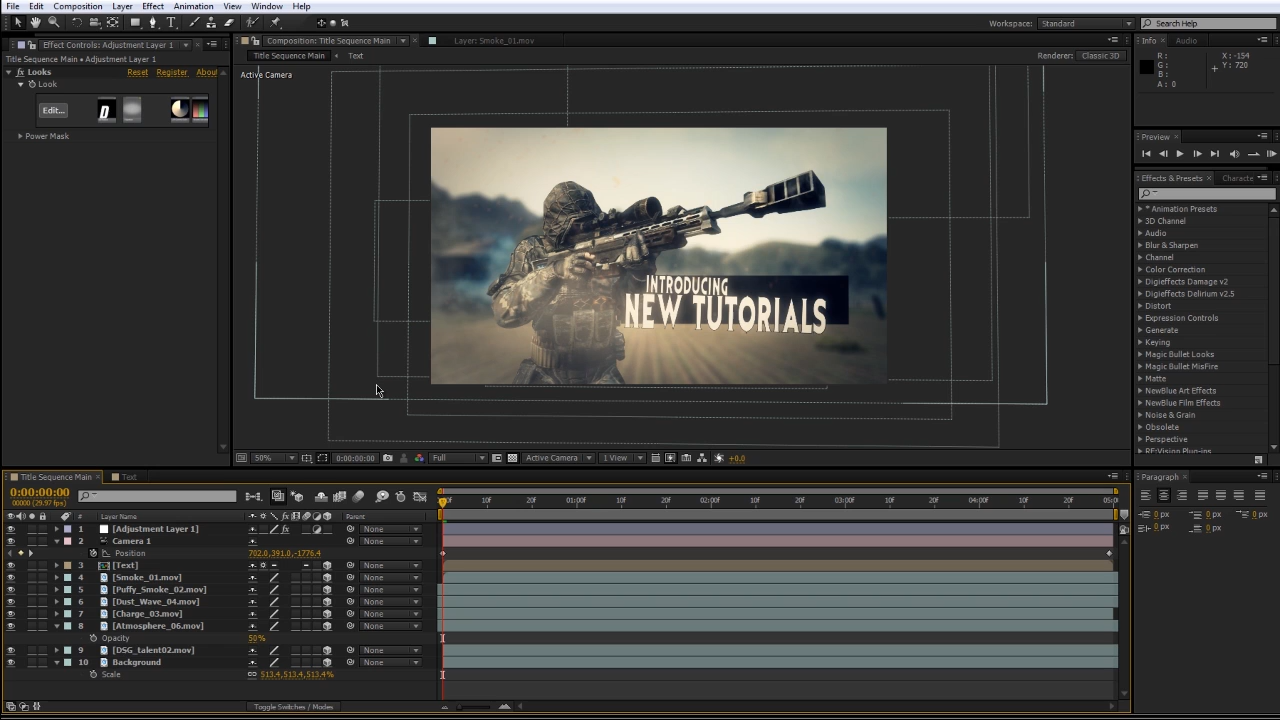 File Edit Composition Layer Effect Animation View Window Help
Workspace: Standard Search Help
Effect Controls: Adjustment Layer 1
Title Sequence Main • Adjustment Layer 1
fx Looks Reset Register About
Look
Edit...
Power Mask
Composition: Title Sequence Main Layer: Smoke_01.mov
Title Sequence Main Text Renderer: Classic 3D
Active Camera
INTRODUCING
NEW TUTORIALS
50% 0:00:00:00 Full Active Camera 1 View +0.0
Info Audio
R : X : -154
G : Y : 720
B :
A : 0
Preview
Effects & Presets Characte
* Animation Presets
3D Channel
Audio
Blur & Sharpen
Channel
Color Correction
Digieffects Damage v2
Digieffects Delirium v2.5
Distort
Expression Controls
Generate
Keying
Magic Bullet Looks
Magic Bullet MisFire
Matte
NewBlue Art Effects
NewBlue Film Effects
Noise & Grain
Obsolete
Perspective
RE:Vision Plug-ins
Paragraph
0 px 0 px 0 px
0 px 0 px
Title Sequence Main Text
0:00:00:00
00000 (29.97 fps)
10f 20f 01:00f 10f 20f 02:00f 10f 20f 03:00f 10f 20f 04:00f 10f 20f 05:0
# Layer Name Parent
1 [Adjustment Layer 1] fx None
2 Camera 1 None
Position 702.0,391.0,-1776.4
3 [Text] None
4 [Smoke_01.mov] None
5 [Puffy_Smoke_02.mov] None
6 [Dust_Wave_04.mov] None
7 [Charge_03.mov] None
8 [Atmosphere_06.mov] None
Opacity 50%
9 [DSG_talent02.mov] None
10 Background None
Scale 513.4,513.4,513.4%
Toggle Switches / Modes